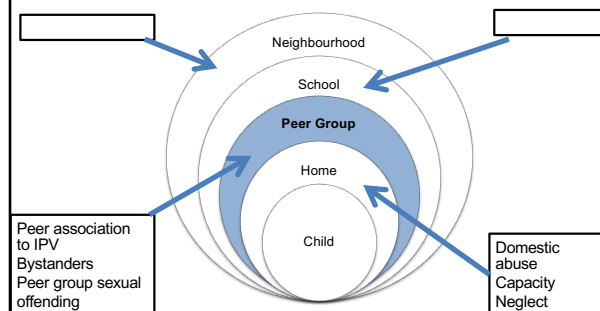 Neighbourhood
School
Peer Group
Home
Child
Peer association
to IPV
Bystanders
Peer group sexual
offending
Domestic
abuse
Capacity
Neglect